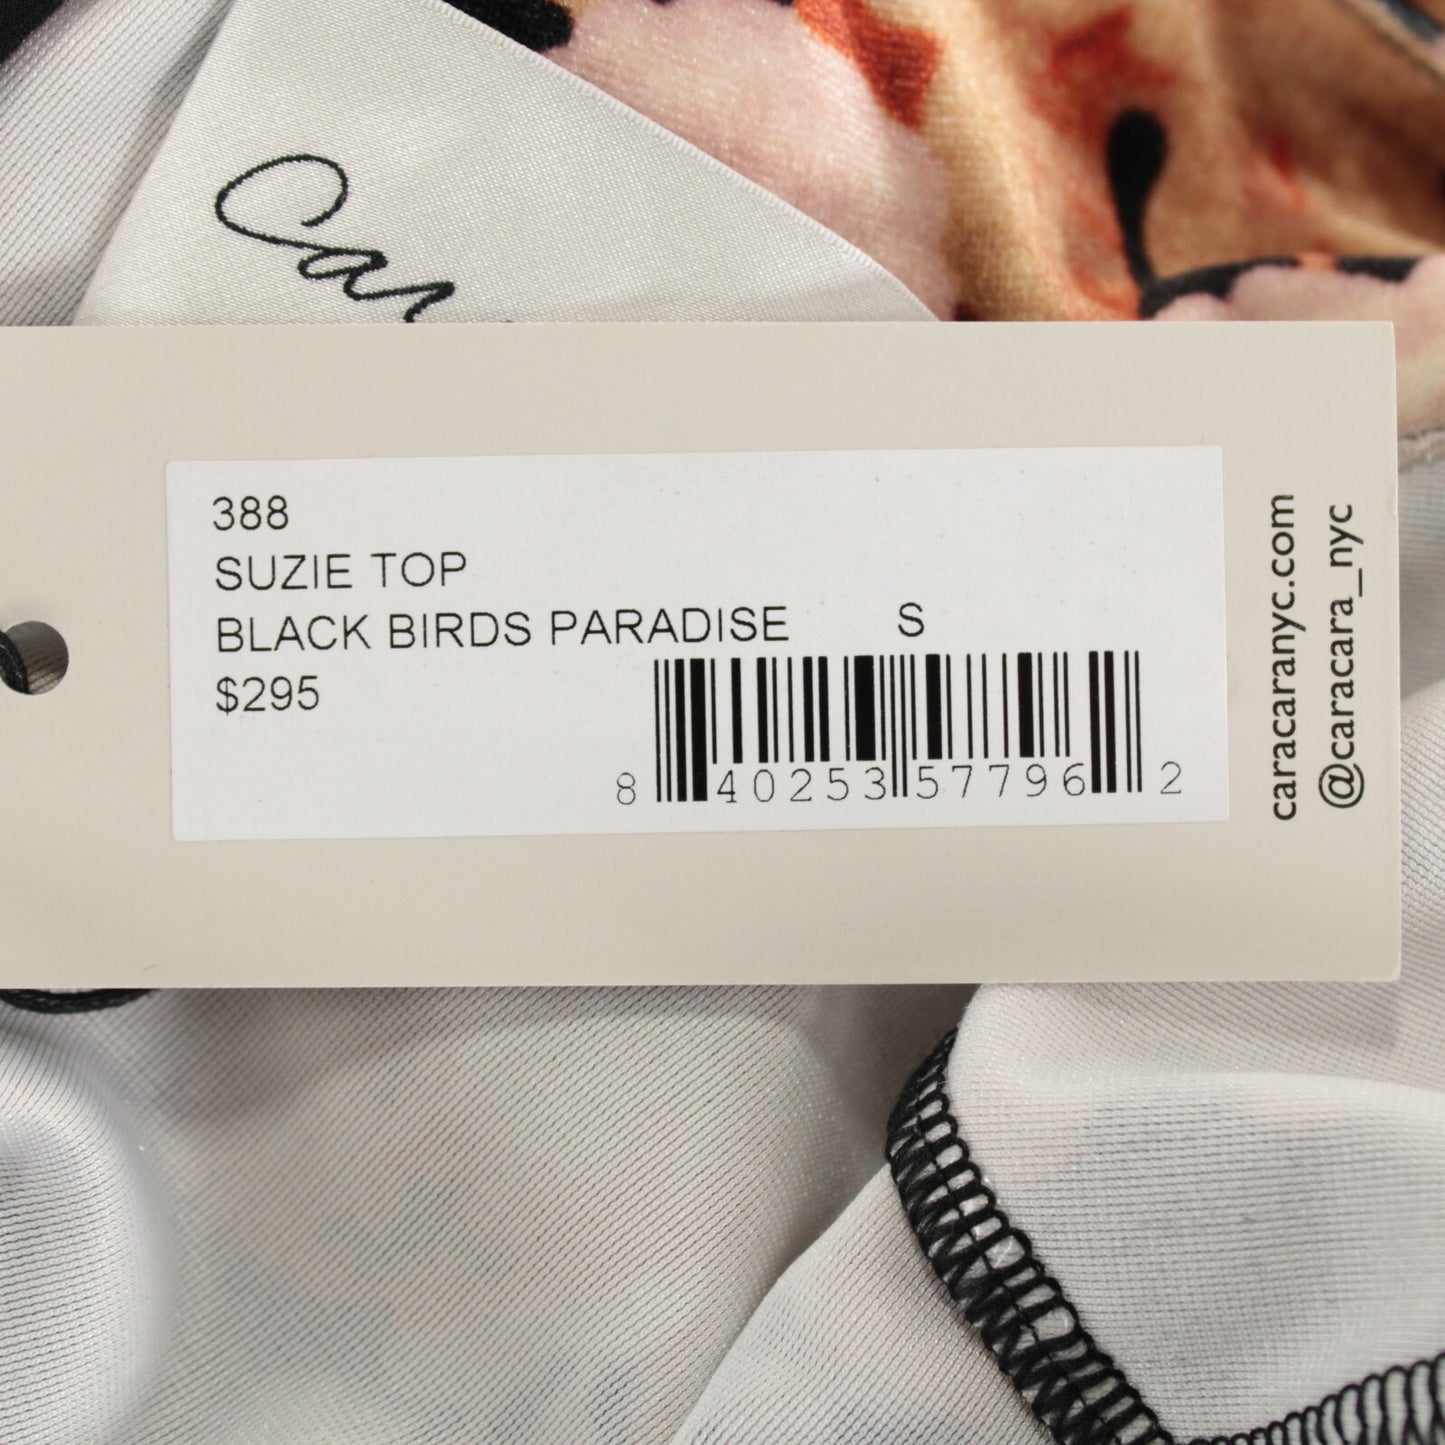 388
SUZIE TOP
BLACK BIRDS PARADISE S
$295
8 40253 57796 2
caracaranyc.com
@caracara_nyc